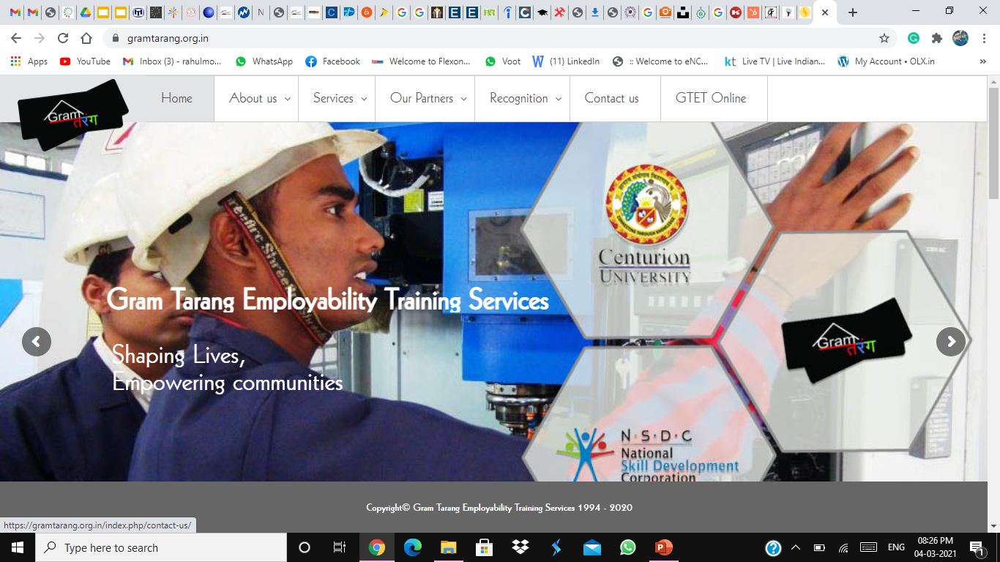 gramtarang.org.in
Apps
YouTube
Inbox (3) - rahulmo...
WhatsApp
Facebook
Welcome to Flexon...
Voot
(11) LinkedIn
:: Welcome to eNC...
Live TV | Live Indian...
My Account • OLX.in
»
Gram
तरंग
Home
About us
Services
Our Partners
Recognition
Contact us
GTET Online
Centurion
UNIVERSITY
Gram Tarang Employability Training Services
Shaping Lives,
Empowering communities
Gram
तरंग
N·S·D·C
National
Skill Development
Corporation
Copyright© Gram Tarang Employability Training Services 1994 - 2020
https://gramtarang.org.in/index.php/contact-us/
Type here to search
ENG
08:26 PM
04-03-2021
1